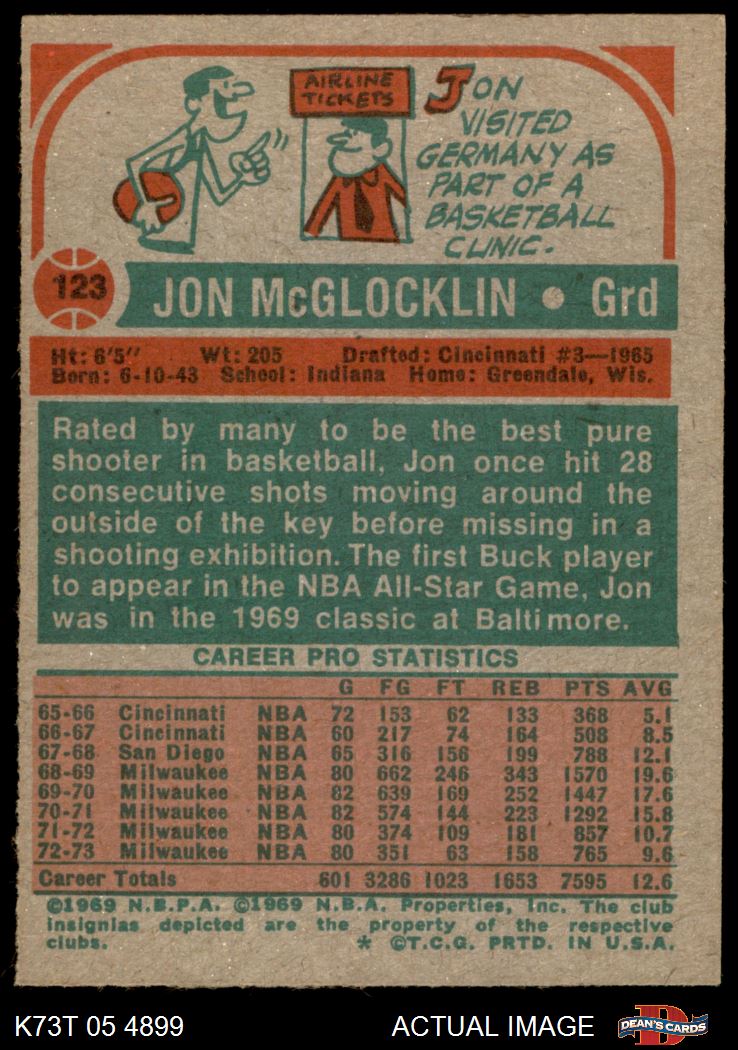 AIRLINE
TICKETS
JON
VISITED
GERMANY AS
PART OF A
BASKETBALL
CLINIC.
123
JON McGLOCKLIN • Grd
Ht: 6'5" Wt: 205 Drafted: Cincinnati #3—1965
Born: 6-10-43 School: Indiana Home: Greendale, Wis.
Rated by many to be the best pure
shooter in basketball, Jon once hit 28
consecutive shots moving around the
outside of the key before missing in a
shooting exhibition. The first Buck player
to appear in the NBA All-Star Game, Jon
was in the 1969 classic at Baltimore.
CAREER PRO STATISTICS
G FG FT REB PTS AVG
65-66 Cincinnati NBA 72 153 62 133 368 5.1
66-67 Cincinnati NBA 60 217 74 164 508 8.5
67-68 San Diego NBA 65 316 156 199 788 12.1
68-69 Milwaukee NBA 80 662 246 343 1570 19.6
69-70 Milwaukee NBA 82 639 169 252 1447 17.6
70-71 Milwaukee NBA 82 574 144 223 1292 15.8
71-72 Milwaukee NBA 80 374 109 181 857 10.7
72-73 Milwaukee NBA 80 351 63 158 765 9.6
Career Totals 601 3286 1023 1653 7595 12.6
©1969 N.B.P.A. ©1969 N.B.A. Properties, Inc. The club
insignias depicted are the property of the respective
clubs. * ©T.C.G. PRTD. IN U.S.A.
K73T 05 4899 ACTUAL IMAGE D DEAN'S CARDS